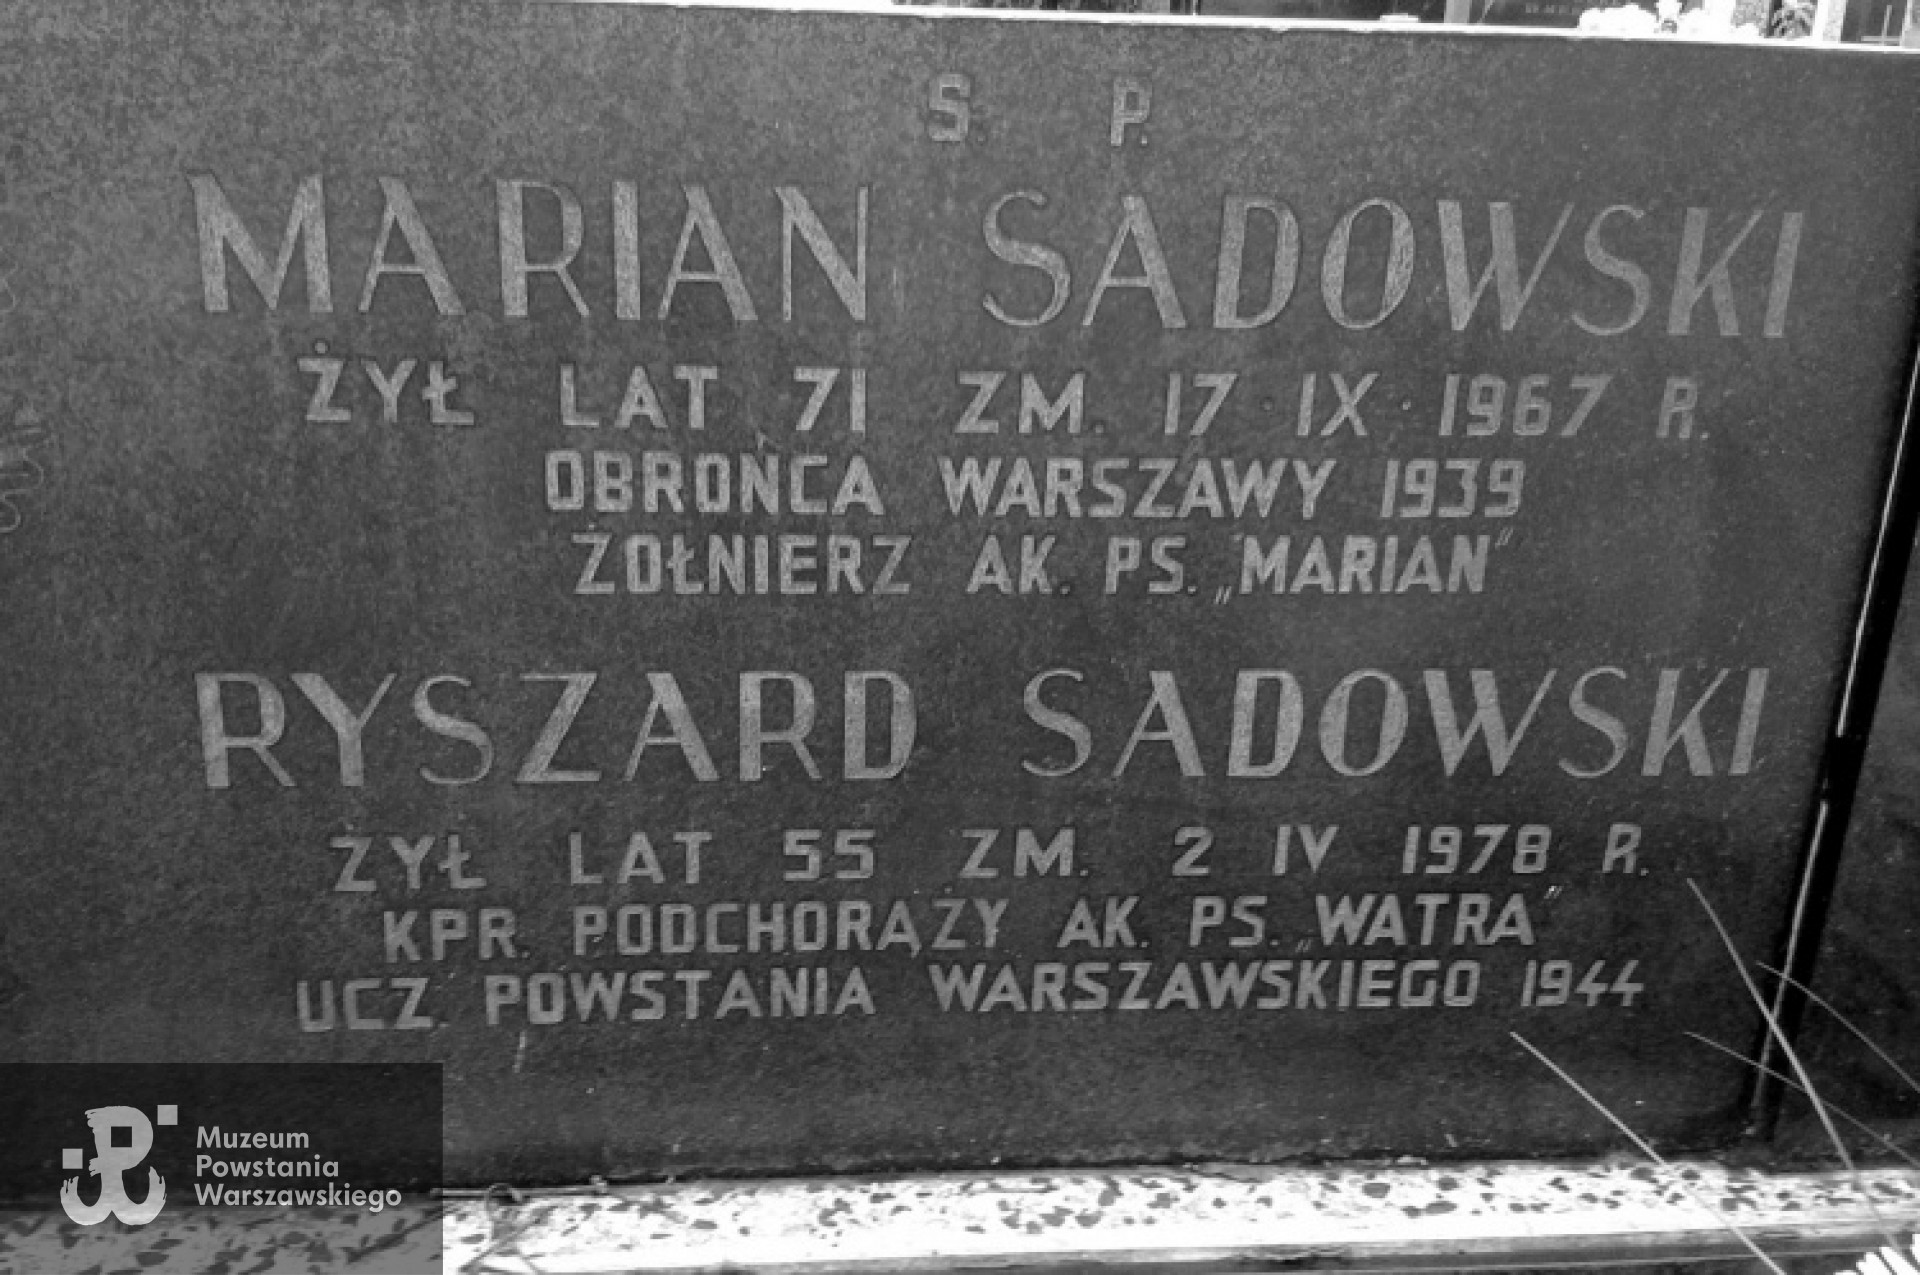 S. P.
MARIAN SADOWSKI
ŻYŁ LAT 71 ZM. 17·IX·1967 R.
OBROŃCA WARSZAWY 1939
ŻOŁNIERZ AK. PS. „MARIAN”
RYSZARD SADOWSKI
ŻYŁ LAT 55 ZM. 2 IV 1978 R.
KPR. PODCHORĄŻY AK. PS. „WATRA”
UCZ. POWSTANIA WARSZAWSKIEGO 1944
Muzeum
Powstania
Warszawskiego